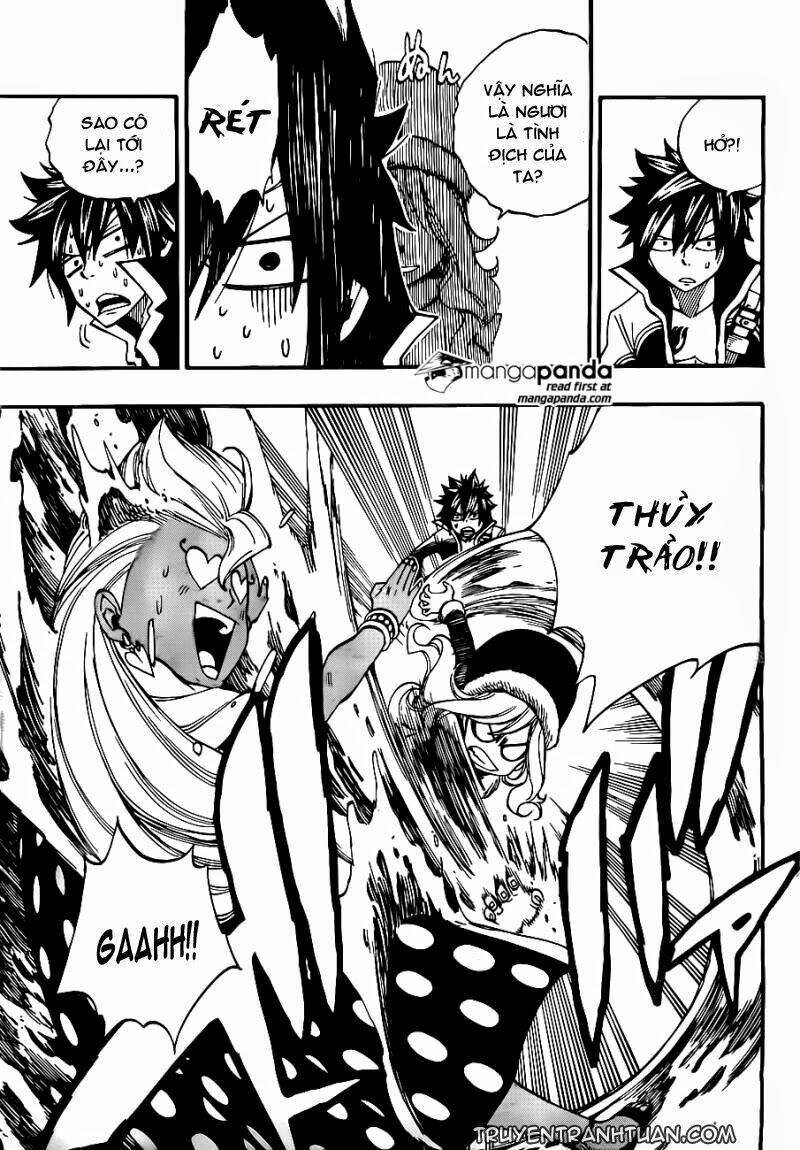 HỞ?!
VẬY NGHĨA
LÀ NGƯƠI
LÀ TÌNH
ĐỊCH CỦA
TA?
RÉT
SAO CÔ
LẠI TỚI
ĐÂY...?
mangapanda
read first at
mangapanda.com
THỦY
TRẢO!!
GAAHH!!
TRUYENTRANHTUAN.COM